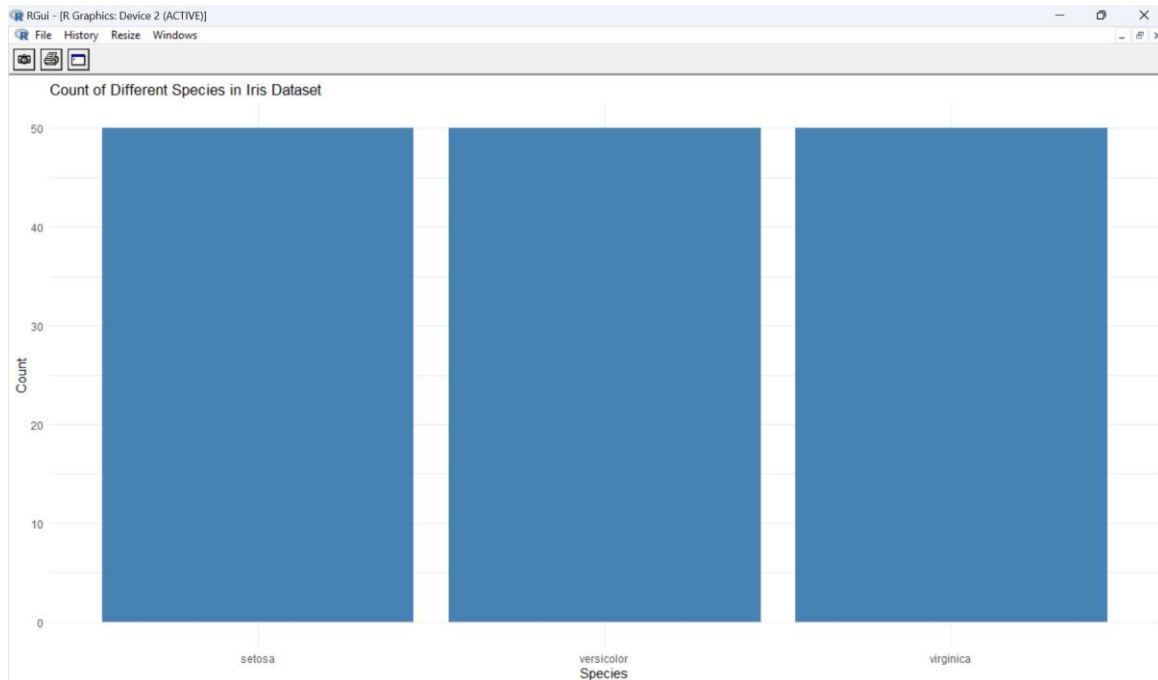 RGui - [R Graphics: Device 2 (ACTIVE)]
File History Resize Windows
Count of Different Species in Iris Dataset
50
40
30
20
10
0
Count
setosa versicolor virginica
Species